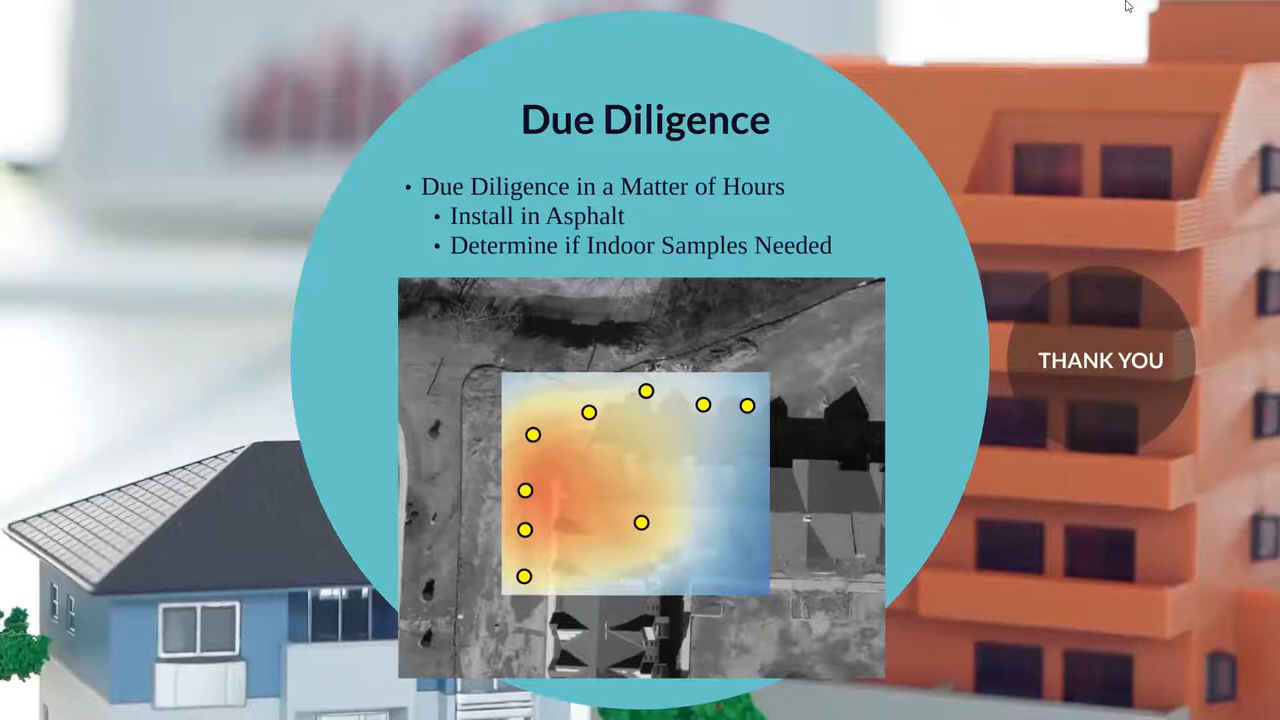 Due Diligence
• Due Diligence in a Matter of Hours
• Install in Asphalt
• Determine if Indoor Samples Needed
THANK YOU